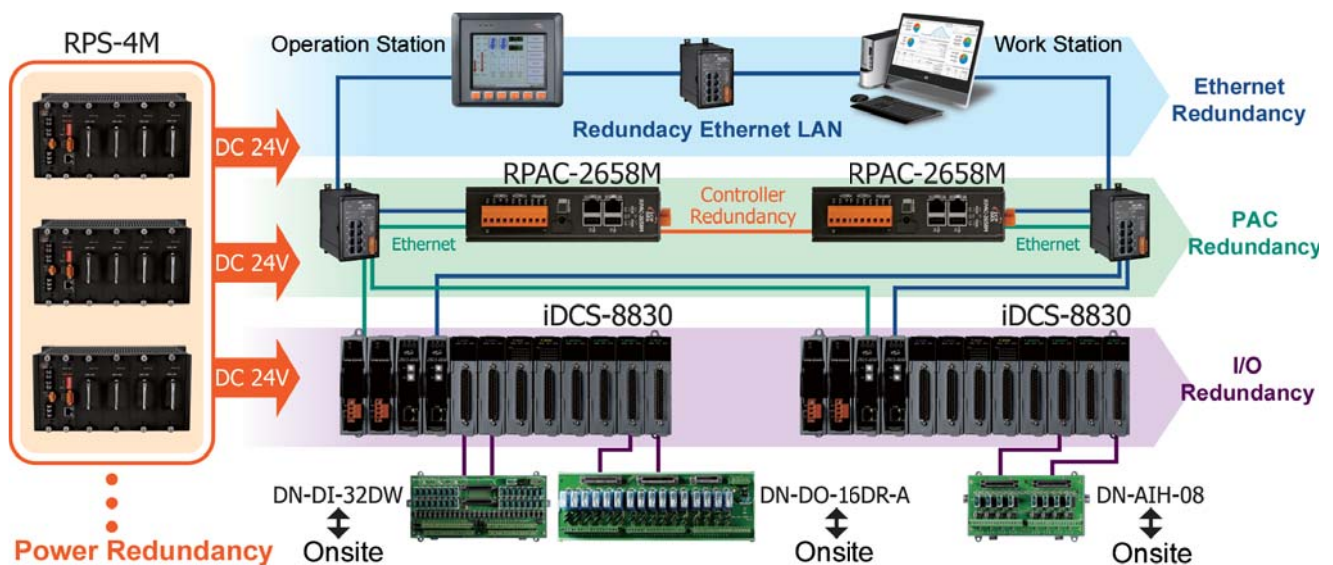 RPS-4M
Operation Station
Work Station
Ethernet
Redundancy
Redundacy Ethernet LAN
DC 24V
RPAC-2658M
RPAC-2658M
Controller
Redundancy
PAC
Redundancy
Ethernet
Ethernet
DC 24V
iDCS-8830
iDCS-8830
I/O
Redundancy
DC 24V
DN-DI-32DW
DN-DO-16DR-A
DN-AIH-08
Onsite
Onsite
Onsite
Power Redundancy